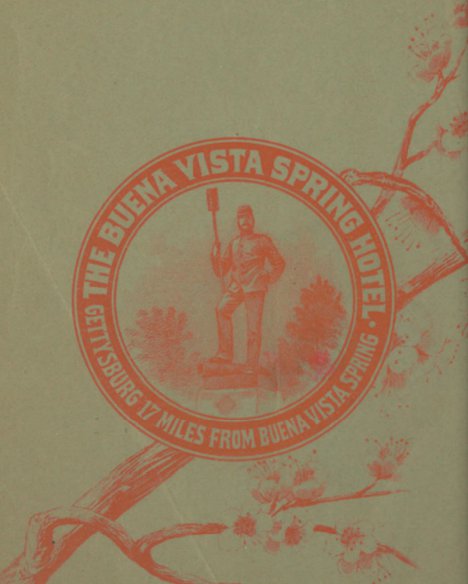 THE BUENA VISTA SPRING HOTEL
GETTYSBURG 17 MILES FROM BUENA VISTA SPRING